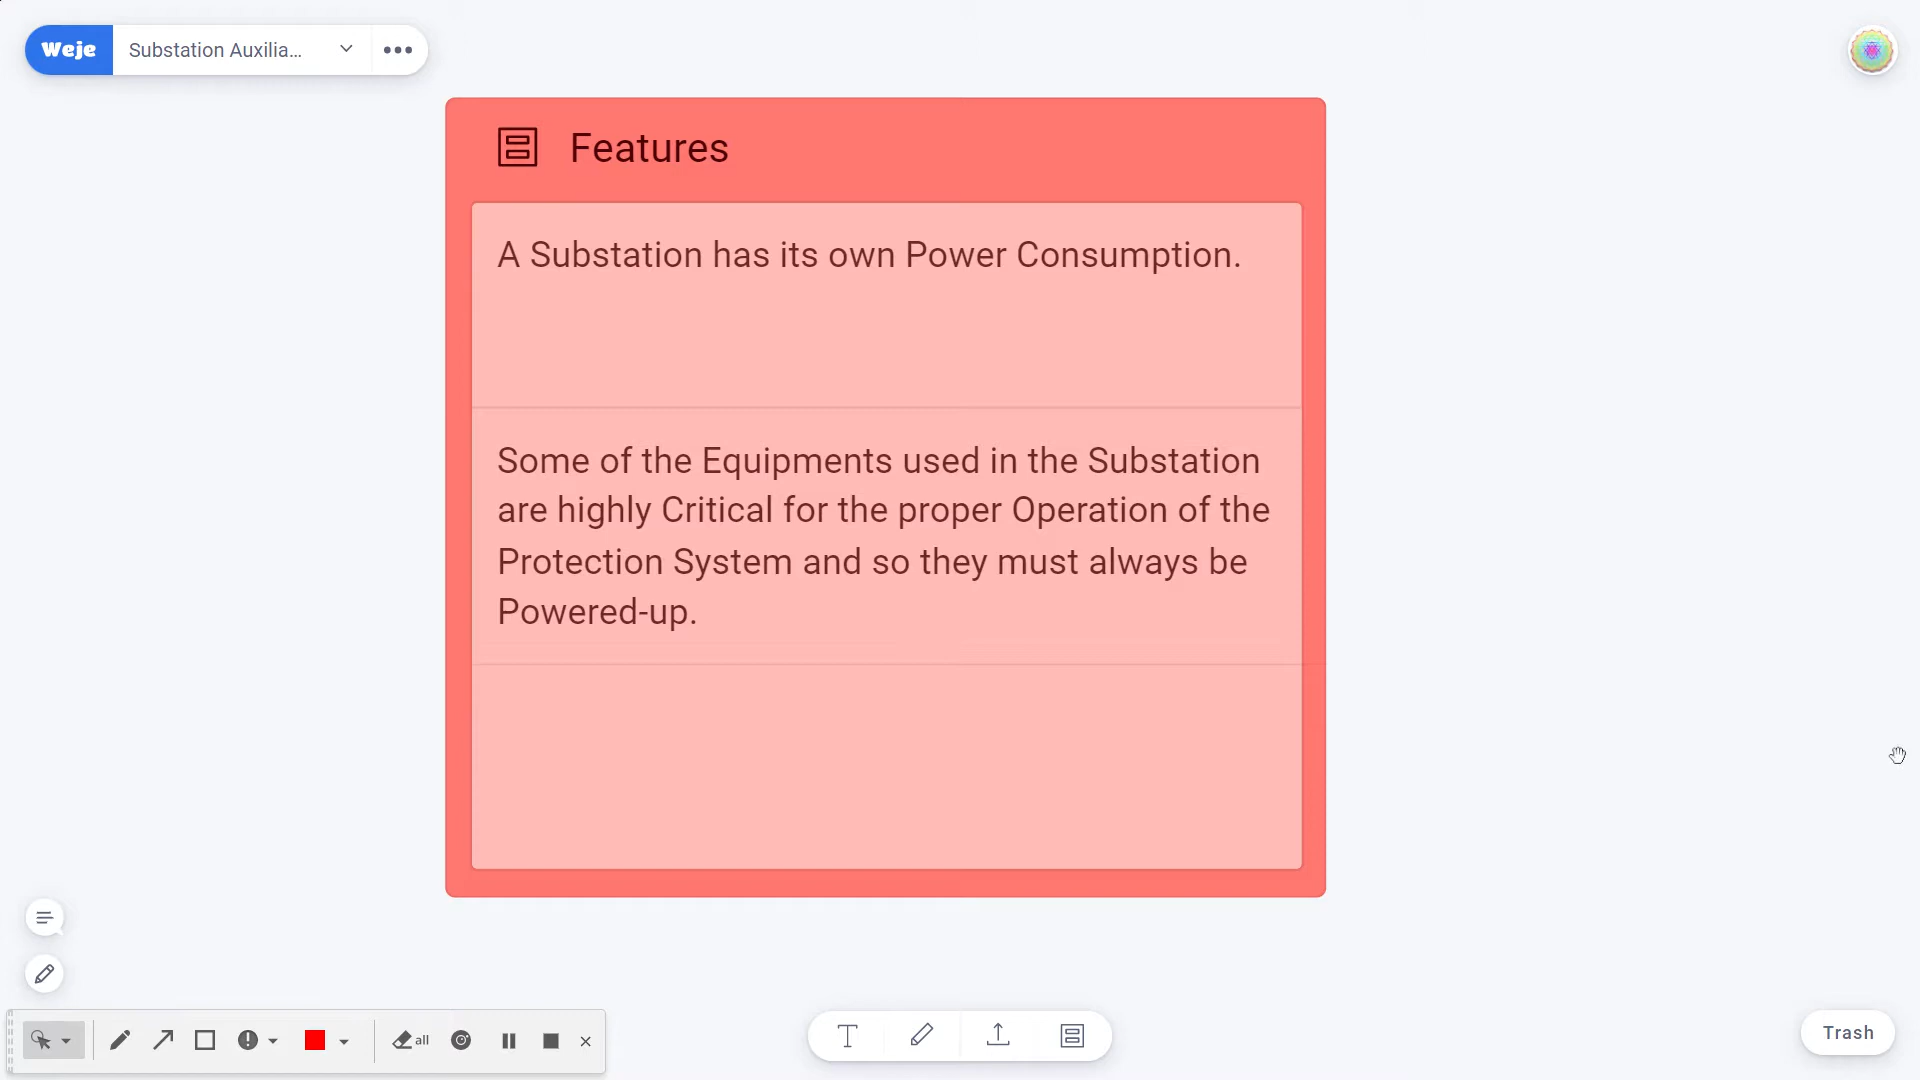 Weje
Substation Auxilia...
Features
A Substation has its own Power Consumption.
Some of the Equipments used in the Substation
are highly Critical for the proper Operation of the
Protection System and so they must always be
Powered-up.
all
Trash